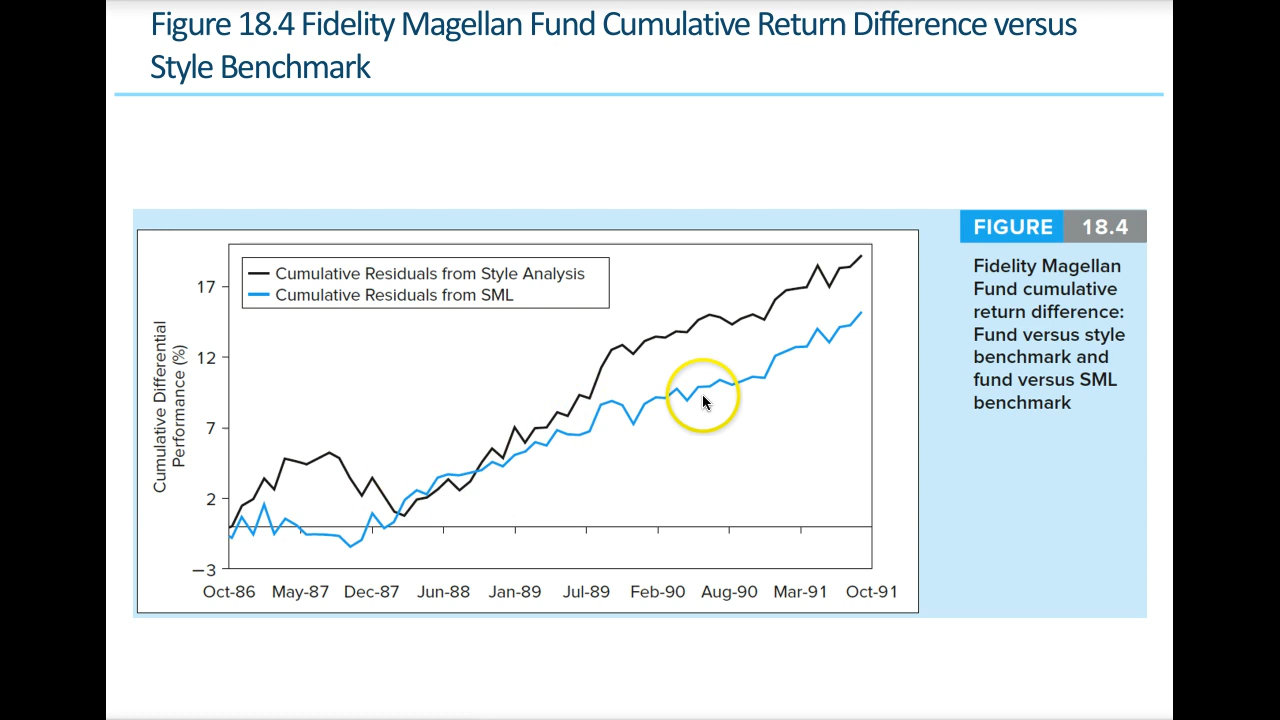 Figure 18.4 Fidelity Magellan Fund Cumulative Return Difference versus
Style Benchmark
FIGURE 18.4
Fidelity Magellan
Fund cumulative
return difference:
Fund versus style
benchmark and
fund versus SML
benchmark
Cumulative Residuals from Style Analysis
Cumulative Residuals from SML
Cumulative Differential
Performance (%)
17
12
7
2
−3
Oct-86 May-87 Dec-87 Jun-88 Jan-89 Jul-89 Feb-90 Aug-90 Mar-91 Oct-91